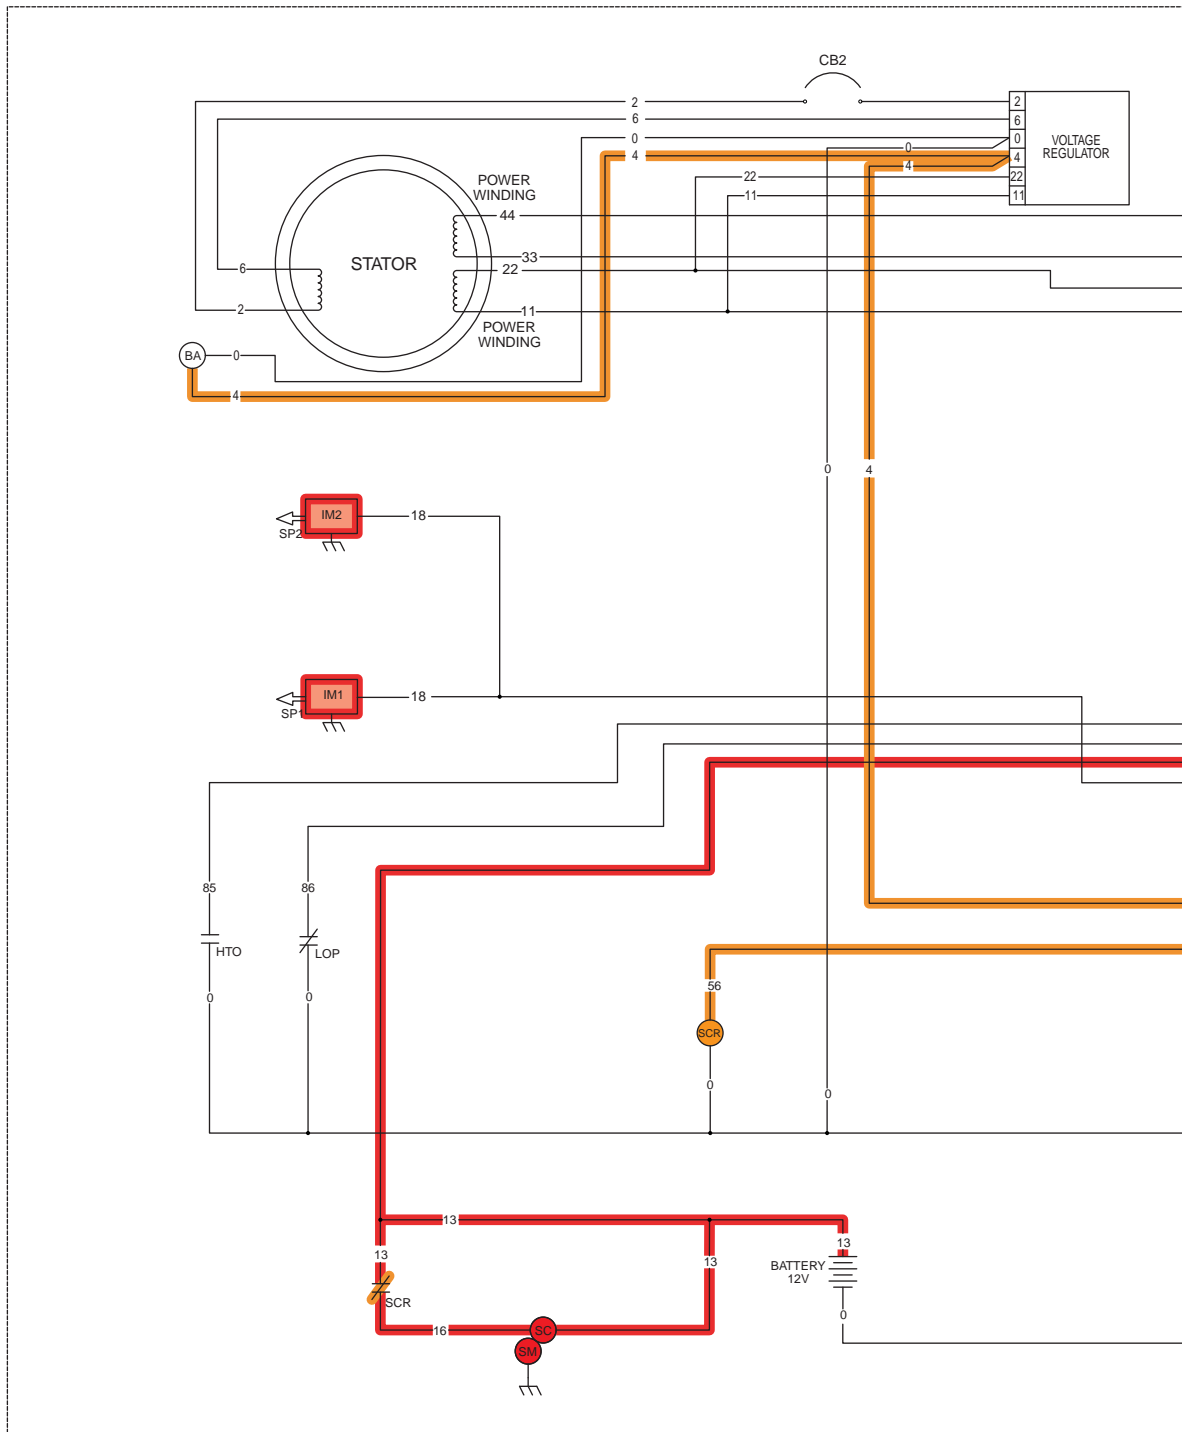 CB2
2
2
6
6
0
0
VOLTAGE
REGULATOR
0
4
4
4
22
22
11
11
POWER
WINDING
44
STATOR
33
22
6
2
11
POWER
WINDING
BA
0
4
0
4
IM2
18
SP2
IM1
18
SP1
85
86
HTO
LOP
56
0
0
SCR
0
0
13
13
13
13
BATTERY
12V
SCR
0
16
SC
SM